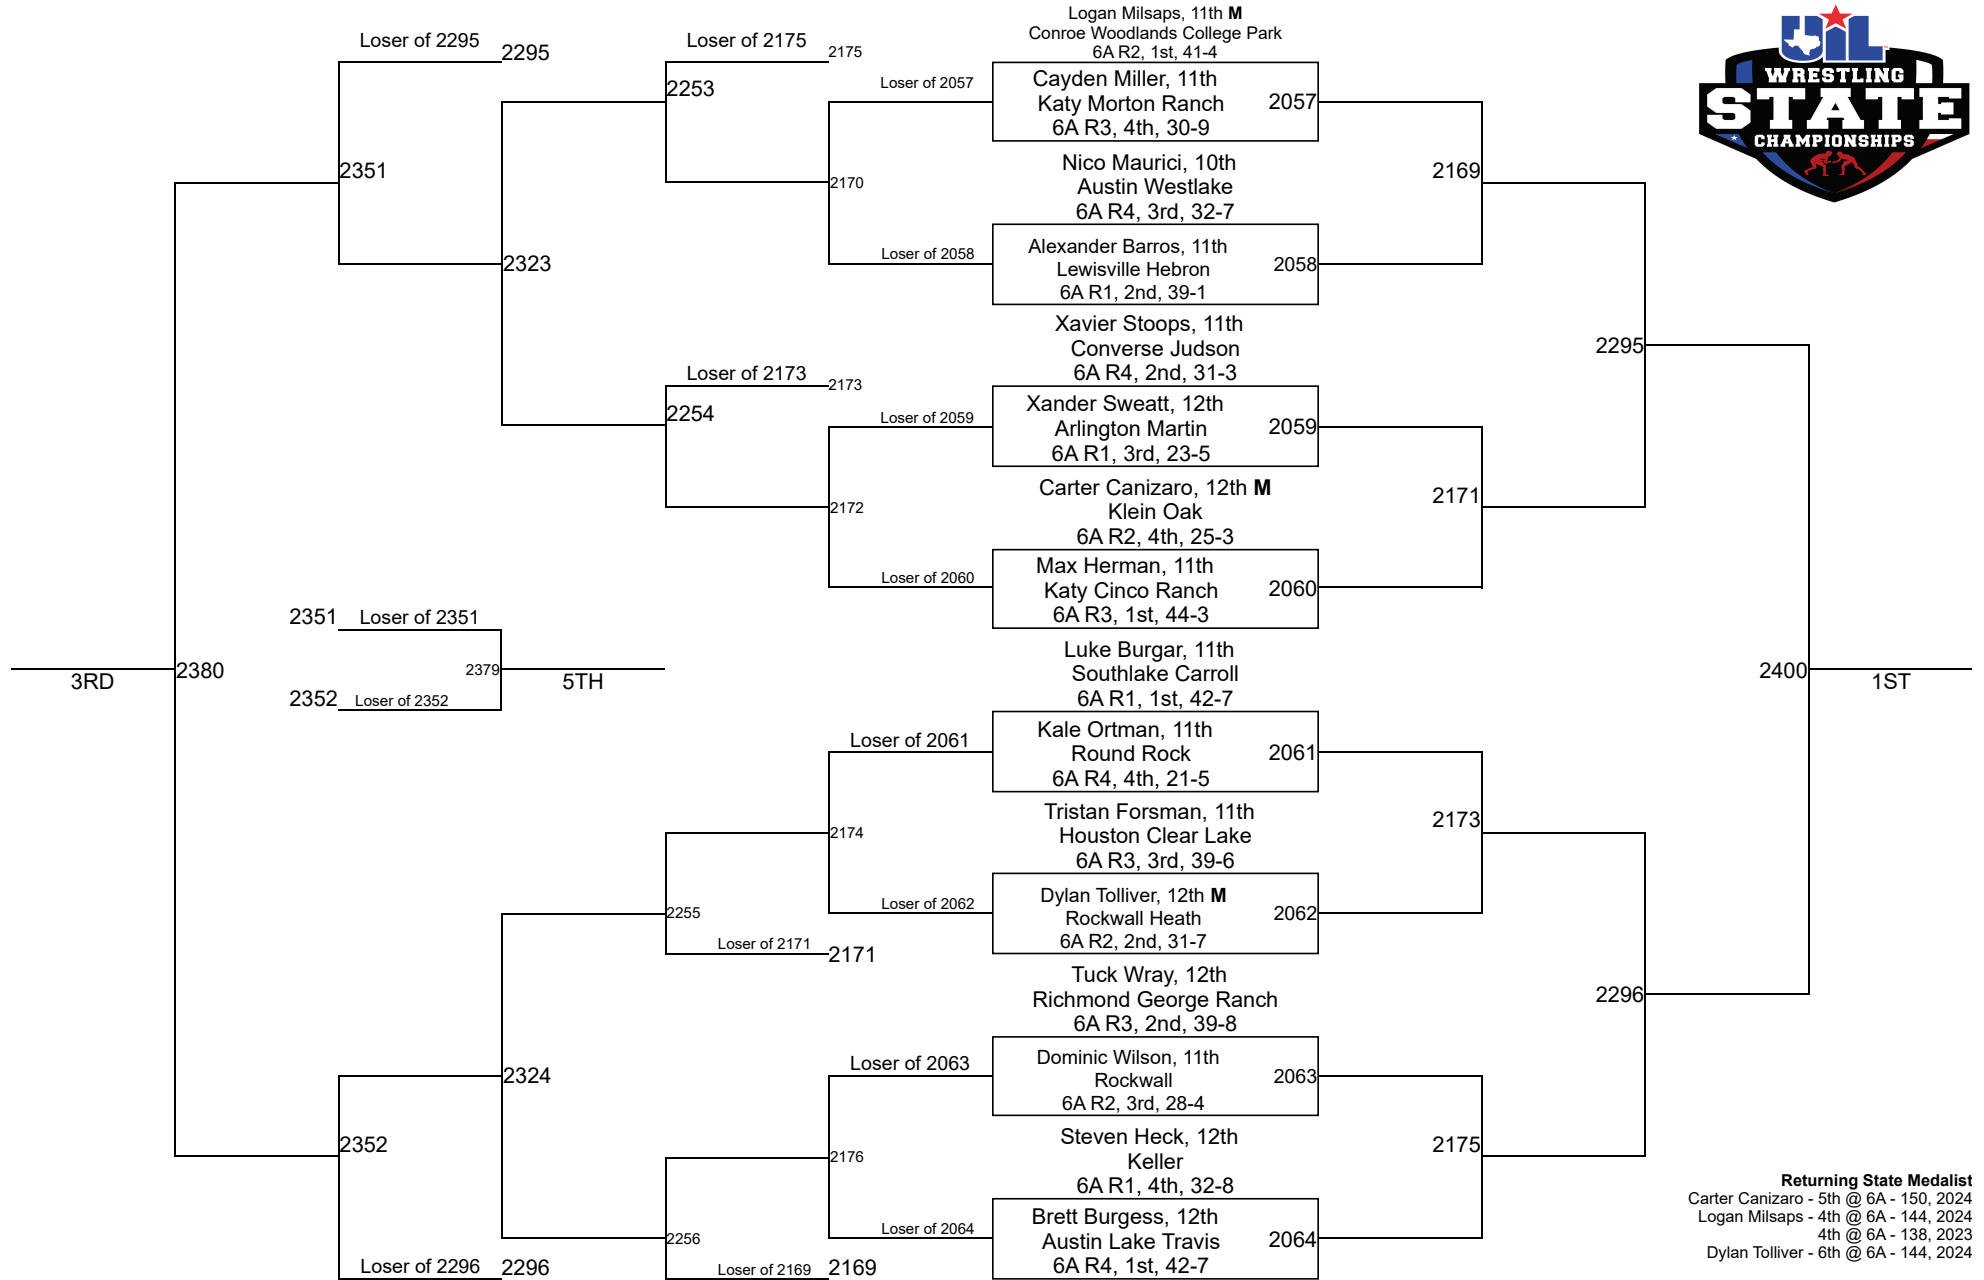 Loser of 2295
2295
2351
2323
Loser of 2175
2175
2253
2170
Loser of 2057
Loser of 2058
Loser of 2173
2173
2254
2172
Loser of 2059
Loser of 2060
Logan Milsaps, 11th M
Conroe Woodlands College Park
6A R2, 1st, 41-4
Cayden Miller, 11th
Katy Morton Ranch
6A R3, 4th, 30-9
2057
Nico Maurici, 10th
Austin Westlake
6A R4, 3rd, 32-7
Alexander Barros, 11th
Lewisville Hebron
6A R1, 2nd, 39-1
2058
Xavier Stoops, 11th
Converse Judson
6A R4, 2nd, 31-3
Xander Sweatt, 12th
Arlington Martin
6A R1, 3rd, 23-5
2059
Carter Canizaro, 12th M
Klein Oak
6A R2, 4th, 25-3
Max Herman, 11th
Katy Cinco Ranch
6A R3, 1st, 44-3
2060
Luke Burgar, 11th
Southlake Carroll
6A R1, 1st, 42-7
Kale Ortman, 11th
Round Rock
6A R4, 4th, 21-5
2061
Tristan Forsman, 11th
Houston Clear Lake
6A R3, 3rd, 39-6
Dylan Tolliver, 12th M
Rockwall Heath
6A R2, 2nd, 31-7
2062
Tuck Wray, 12th
Richmond George Ranch
6A R3, 2nd, 39-8
Dominic Wilson, 11th
Rockwall
6A R2, 3rd, 28-4
2063
Steven Heck, 12th
Keller
6A R1, 4th, 32-8
Brett Burgess, 12th
Austin Lake Travis
6A R4, 1st, 42-7
2064
2169
2171
2173
2175
2295
2296
2400
1ST
3RD
2380
2351
Loser of 2351
2379
5TH
2352
Loser of 2352
Loser of 2061
2174
Loser of 2062
2255
Loser of 2171
2171
2324
Loser of 2063
2176
Loser of 2064
2352
2256
Loser of 2169
2169
Loser of 2296
2296
UIL
WRESTLING
STATE
CHAMPIONSHIPS
Returning State Medalist
Carter Canizaro - 5th @ 6A - 150, 2024
Logan Milsaps - 4th @ 6A - 144, 2024
4th @ 6A - 138, 2023
Dylan Tolliver - 6th @ 6A - 144, 2024